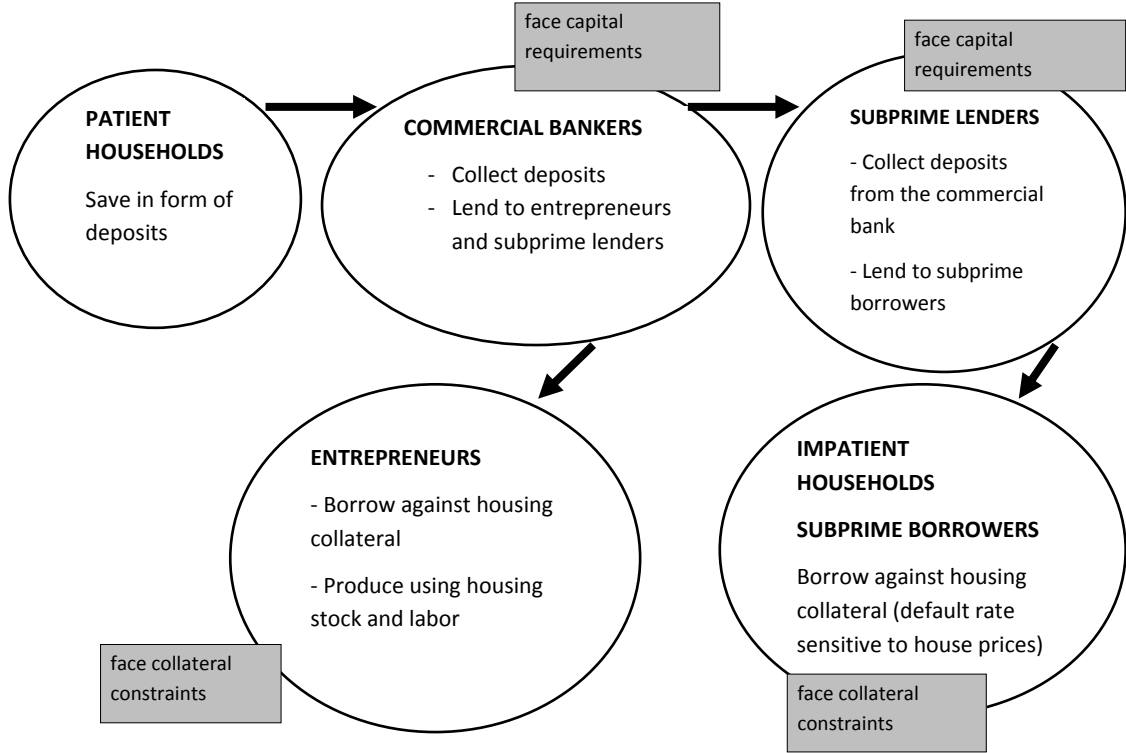 PATIENT
HOUSEHOLDS
Save in form of
deposits
face capital
requirements
COMMERCIAL BANKERS
- Collect deposits
- Lend to entrepreneurs
and subprime lenders
face capital
requirements
SUBPRIME LENDERS
- Collect deposits
from the commercial
bank
- Lend to subprime
borrowers
ENTREPRENEURS
- Borrow against housing
collateral
- Produce using housing
stock and labor
face collateral
constraints
IMPATIENT
HOUSEHOLDS
SUBPRIME BORROWERS
Borrow against housing
collateral (default rate
sensitive to house prices)
face collateral
constraints